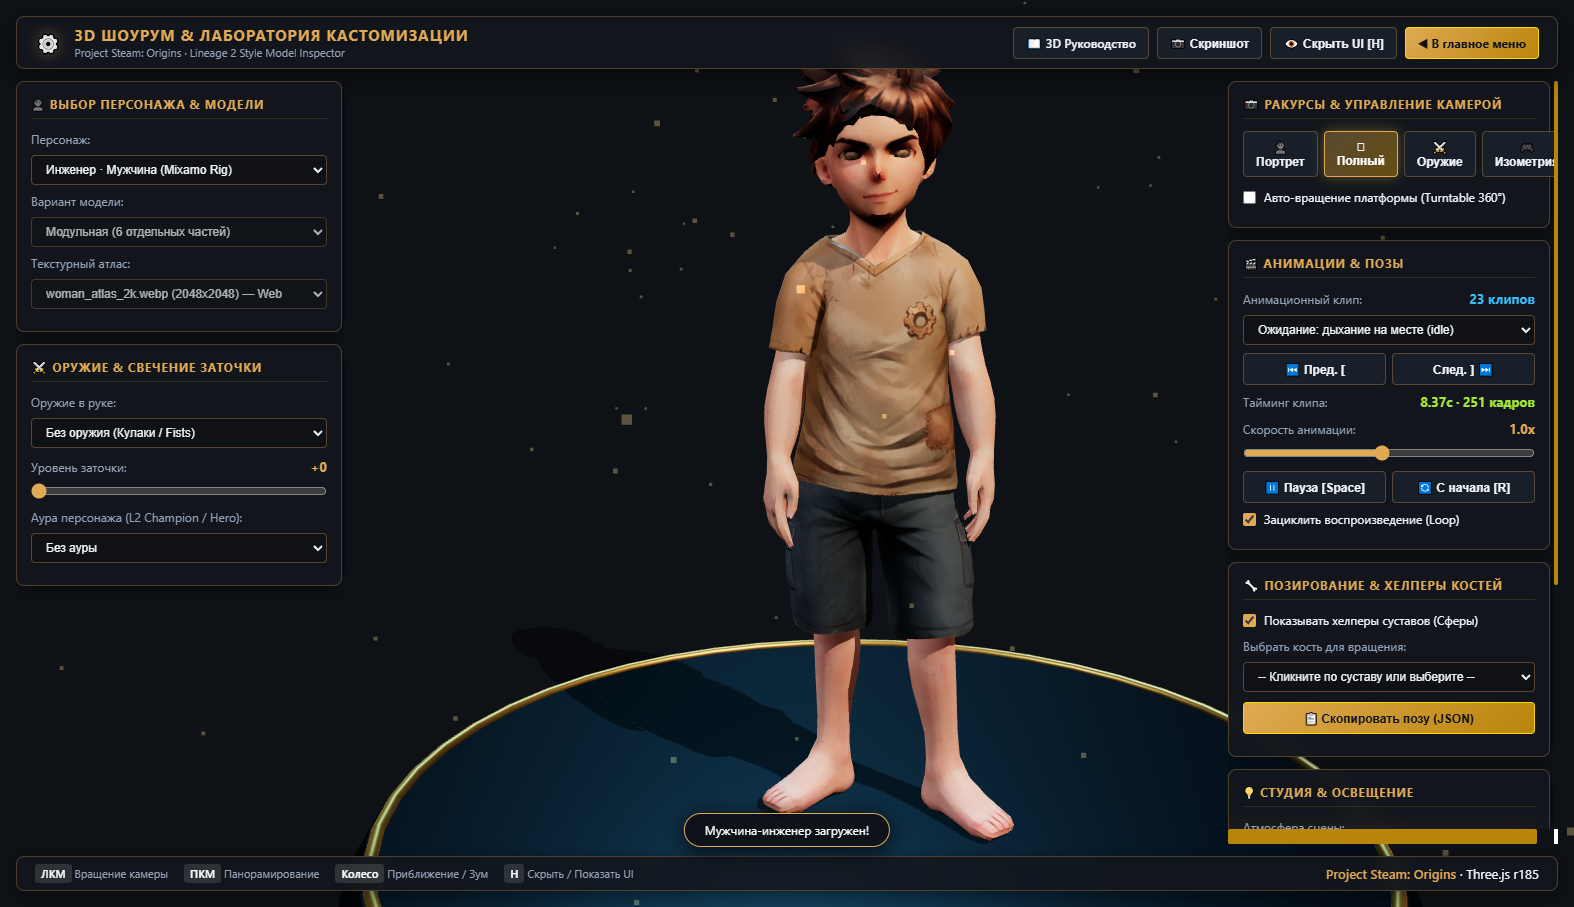 3D ШОУРУМ & ЛАБОРАТОРИЯ КАСТОМИЗАЦИИ
Project Steam: Origins · Lineage 2 Style Model Inspector
3D Руководство
Скриншот
Скрыть UI [H]
◀ В главное меню
ВЫБОР ПЕРСОНАЖА & МОДЕЛИ
Персонаж:
Инженер · Мужчина (Mixamo Rig)
Вариант модели:
Модульная (6 отдельных частей)
Текстурный атлас:
woman_atlas_2k.webp (2048x2048) — Web
ОРУЖИЕ & СВЕЧЕНИЕ ЗАТОЧКИ
Оружие в руке:
Без оружия (Кулаки / Fists)
Уровень заточки: +0
Аура персонажа (L2 Champion / Hero):
Без ауры
РАКУРСЫ & УПРАВЛЕНИЕ КАМЕРОЙ
Портрет
Полный
Оружие
Изометрия
Авто-вращение платформы (Turntable 360°)
АНИМАЦИИ & ПОЗЫ
Анимационный клип: 23 клипов
Ожидание: дыхание на месте (idle)
Пред. [
След. ]
Тайминг клипа: 8.37с · 251 кадров
Скорость анимации: 1.0x
Пауза [Space]
С начала [R]
Зациклить воспроизведение (Loop)
ПОЗИРОВАНИЕ & ХЕЛПЕРЫ КОСТЕЙ
Показывать хелперы суставов (Сферы)
Выбрать кость для вращения:
-- Кликните по суставу или выберите --
Скопировать позу (JSON)
СТУДИЯ & ОСВЕЩЕНИЕ
Атмосфера сцены:
Мужчина-инженер загружен!
ЛКМ Вращение камеры ПКМ Панорамирование Колесо Приближение / Зум H Скрыть / Показать UI
Project Steam: Origins · Three.js r185